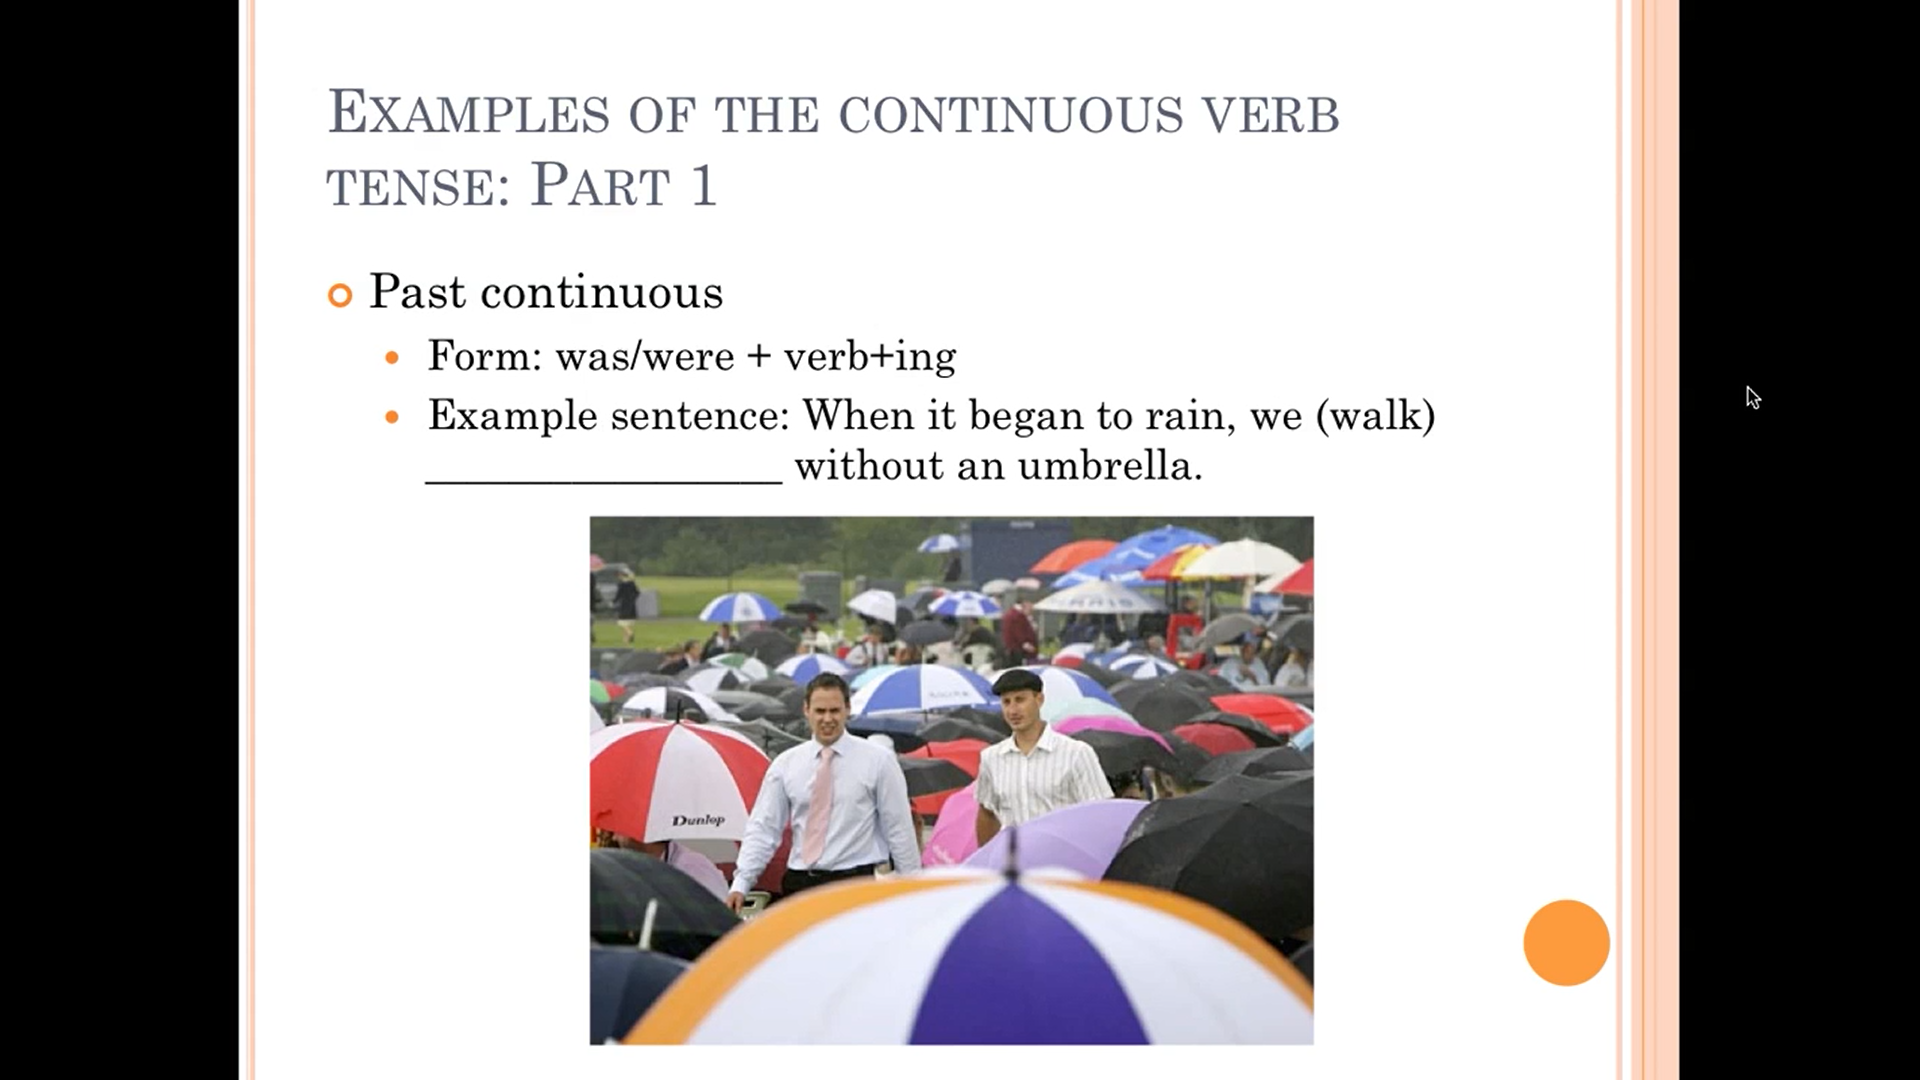 Examples of the continuous verb
tense: Part 1
Past continuous
Form: was/were + verb+ing
Example sentence: When it began to rain, we (walk)
_________________ without an umbrella.
Dunlop